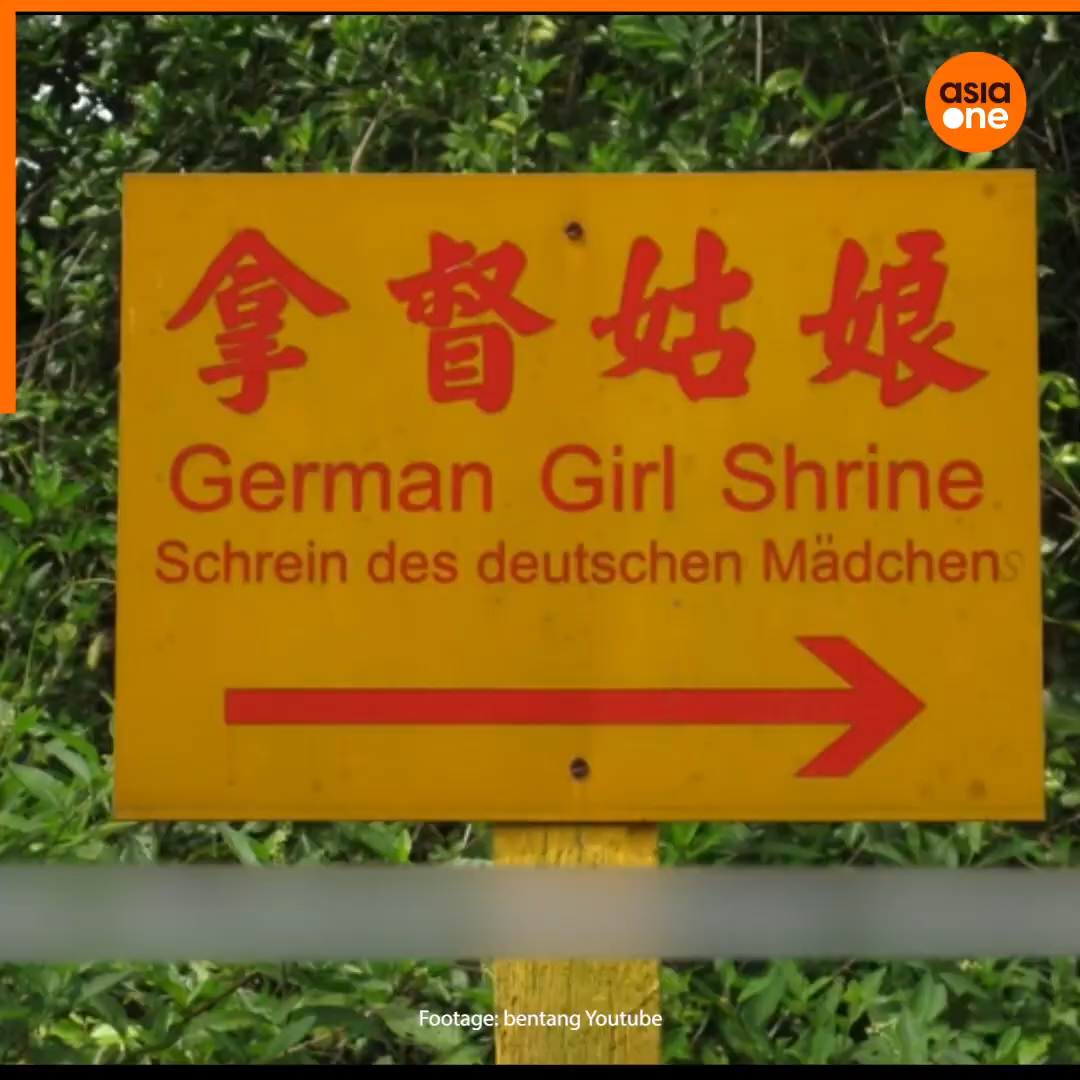 asia
one
拿督姑娘
German Girl Shrine
Schrein des deutschen Mädchens
Footage: bentang Youtube